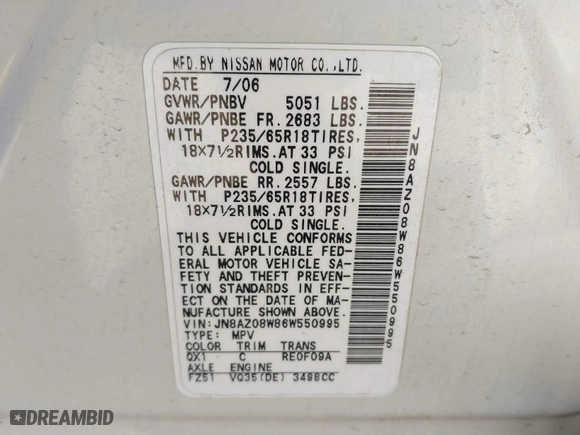 MFD.BY NISSAN MOTOR CO.,LTD.
DATE 7/06
GVWR/PNBV 5051 LBS.
GAWR/PNBE FR. 2683 LBS.
WITH P235/65R18TIRES,
18X7½RIMS.AT 33 PSI
COLD SINGLE.
GAWR/PNBE RR. 2557 LBS.
WITH P235/65R18TIRES,
18X7½RIMS.AT 33 PSI
COLD SINGLE.
THIS VEHICLE CONFORMS
TO ALL APPLICABLE FED-
ERAL MOTOR VEHICLE SA-
FETY AND THEFT PREVEN-
TION STANDARDS IN EFF-
ECT ON THE DATE OF MA-
NUFACTURE SHOWN ABOVE.
VIN:JN8AZ08W86W550995
TYPE: MPV
COLOR TRIM TRANS
QX1 C RE0F09A
AXLE ENGINE
FZ51 VQ35(DE) 3498CC
JN8AZ08W86W550995
DREAMBID